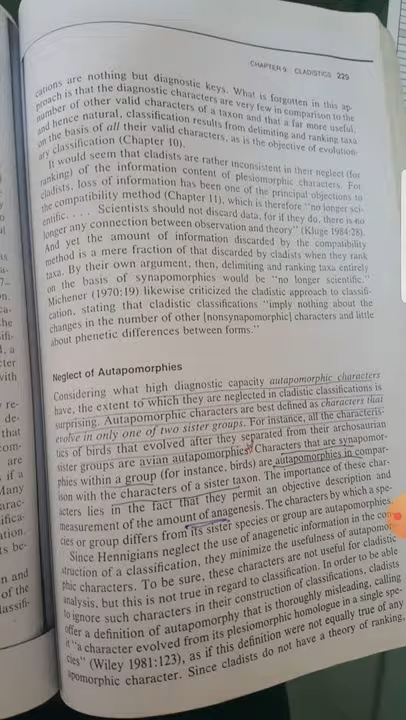 CHAPTER 9: CLADISTICS 229
cations are nothing but diagnostic keys. What is forgotten in this ap-
proach is that the diagnostic characters are very few in comparison to the
number of other valid characters of a taxon and that a far more useful,
and hence natural, classification results from delimiting and ranking taxa
on the basis of all their valid characters, as is the objective of evolution-
ary classification (Chapter 10).
It would seem that cladists are rather inconsistent in their neglect (for
ranking) of the information content of plesiomorphic characters. For
cladists, loss of information has been one of the principal objections to
the compatibility method (Chapter 11), which is therefore "no longer sci-
entific. . . . Scientists should not discard data, for if they do, there is no
longer any connection between observation and theory" (Kluge 1984:28).
And yet the amount of information discarded by the compatibility
method is a mere fraction of that discarded by cladists when they rank
taxa. By their own argument, then, delimiting and ranking taxa entirely
on the basis of synapomorphies would be "no longer scientific."
Michener (1970:19) likewise criticized the cladistic approach to classifi-
cation, stating that cladistic classifications "imply nothing about the
changes in the number of other [nonsynapomorphic] characters and little
about phenetic differences between forms."
Neglect of Autapomorphies
Considering what high diagnostic capacity autapomorphic characters
have, the extent to which they are neglected in cladistic classifications is
surprising. Autapomorphic characters are best defined as characters that
evolve in only one of two sister groups. For instance, all the characteris-
tics of birds that evolved after they separated from their archosaurian
sister groups are avian autapomorphies. Characters that are synapomor-
phies within a group (for instance, birds) are autapomorphies in compar-
ison with the characters of a sister taxon. The importance of these char-
acters lies in the fact that they permit an objective description and
measurement of the amount of anagenesis. The characters by which a spe-
cies or group differs from its sister species or group are autapomorphies.
Since Hennigians neglect the use of anagenetic information in the con-
struction of a classification, they minimize the usefulness of autapomor-
phic characters. To be sure, these characters are not useful for cladistic
analysis, but this is not true in regard to classification. In order to be able
to ignore such characters in their construction of classifications, cladists
offer a definition of autapomorphy that is thoroughly misleading, calling
it "a character evolved from its plesiomorphic homologue in a single spe-
cies" (Wiley 1981:123), as if this definition were not equally true of any
apomorphic character. Since cladists do not have a theory of ranking,